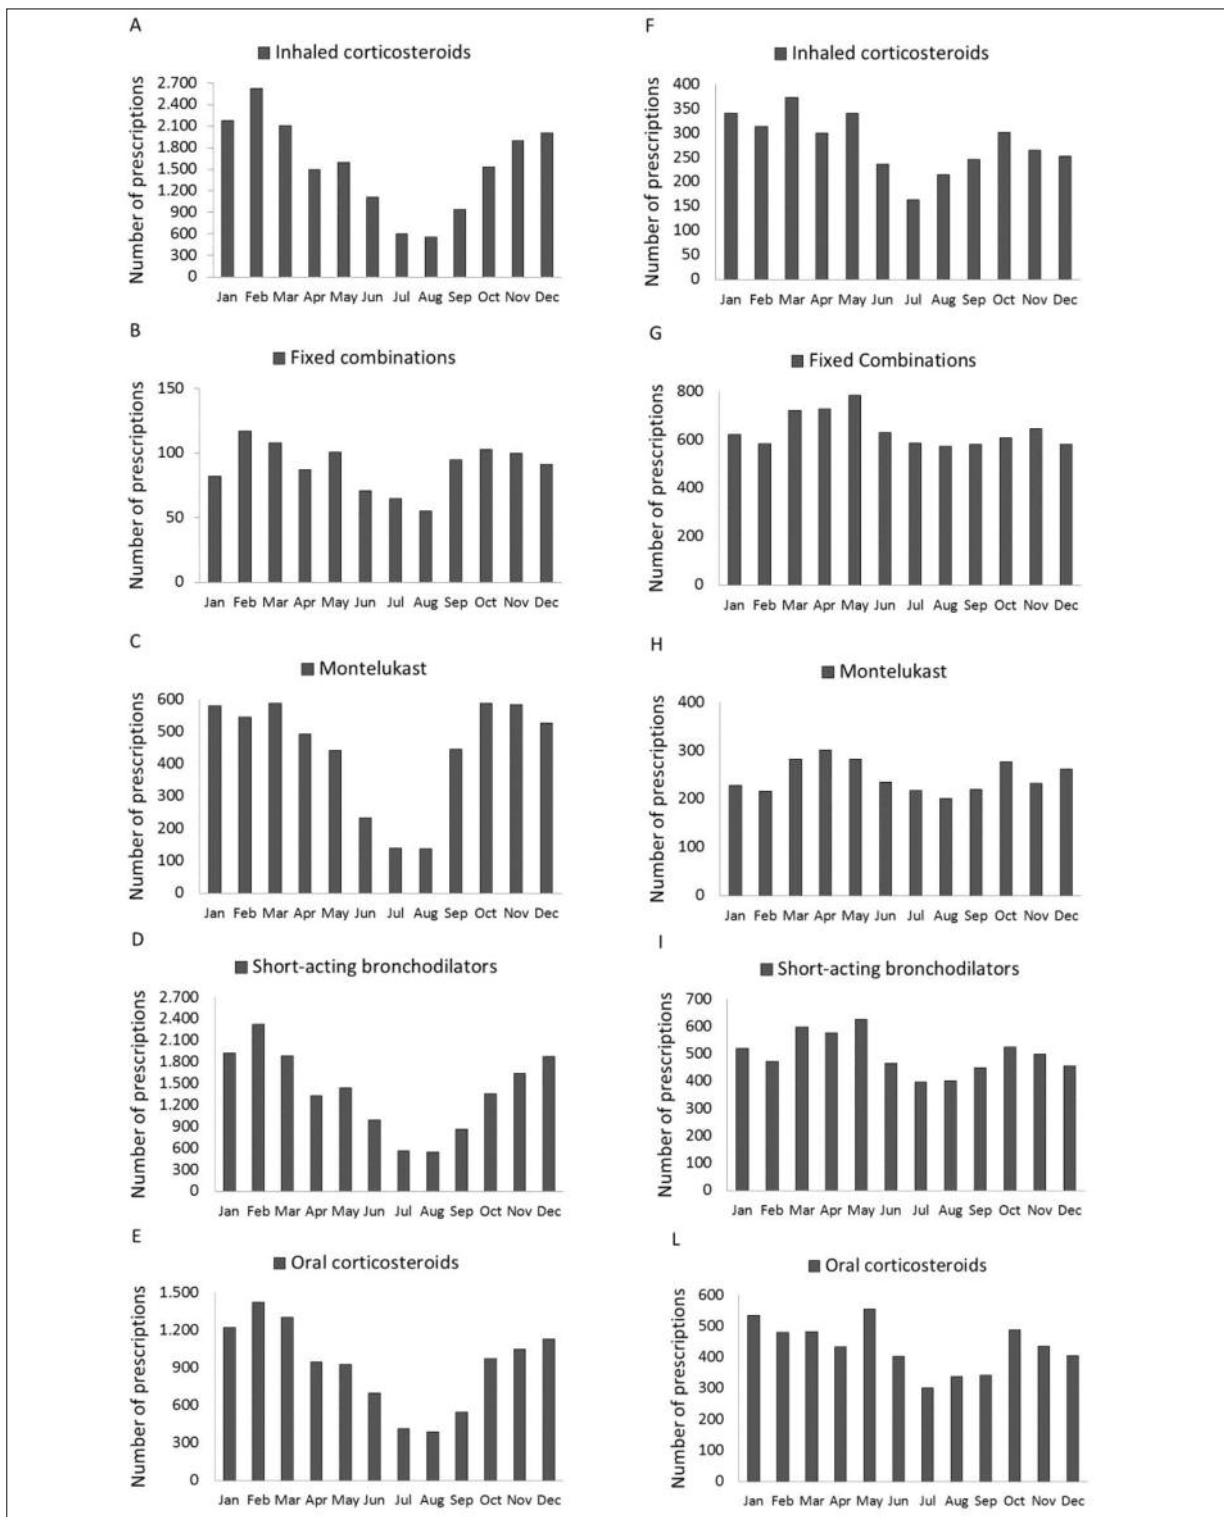 A
Inhaled corticosteroids
Number of prescriptions
2.700
2.400
2.100
1.800
1.500
1.200
900
600
300
0
Jan Feb Mar Apr May Jun Jul Aug Sep Oct Nov Dec
F
Inhaled corticosteroids
Number of prescriptions
400
350
300
250
200
150
100
50
0
Jan Feb Mar Apr May Jun Jul Aug Sep Oct Nov Dec
B
Fixed combinations
Number of prescriptions
150
100
50
0
Jan Feb Mar Apr May Jun Jul Aug Sep Oct Nov Dec
G
Fixed Combinations
Number of prescriptions
800
600
400
200
0
Jan Feb Mar Apr May Jun Jul Aug Sep Oct Nov Dec
C
Montelukast
Number of prescriptions
600
500
400
300
200
100
0
Jan Feb Mar Apr May Jun Jul Aug Sep Oct Nov Dec
H
Montelukast
Number of prescriptions
400
300
200
100
0
Jan Feb Mar Apr May Jun Jul Aug Sep Oct Nov Dec
D
Short-acting bronchodilators
Number of prescriptions
2.700
2.400
2.100
1.800
1.500
1.200
900
600
300
0
Jan Feb Mar Apr May Jun Jul Aug Sep Oct Nov Dec
I
Short-acting bronchodilators
Number of prescriptions
700
600
500
400
300
200
100
0
Jan Feb Mar Apr May Jun Jul Aug Sep Oct Nov Dec
E
Oral corticosteroids
Number of prescriptions
1.500
1.200
900
600
300
0
Jan Feb Mar Apr May Jun Jul Aug Sep Oct Nov Dec
L
Oral corticosteroids
Number of prescriptions
600
500
400
300
200
100
0
Jan Feb Mar Apr May Jun Jul Aug Sep Oct Nov Dec